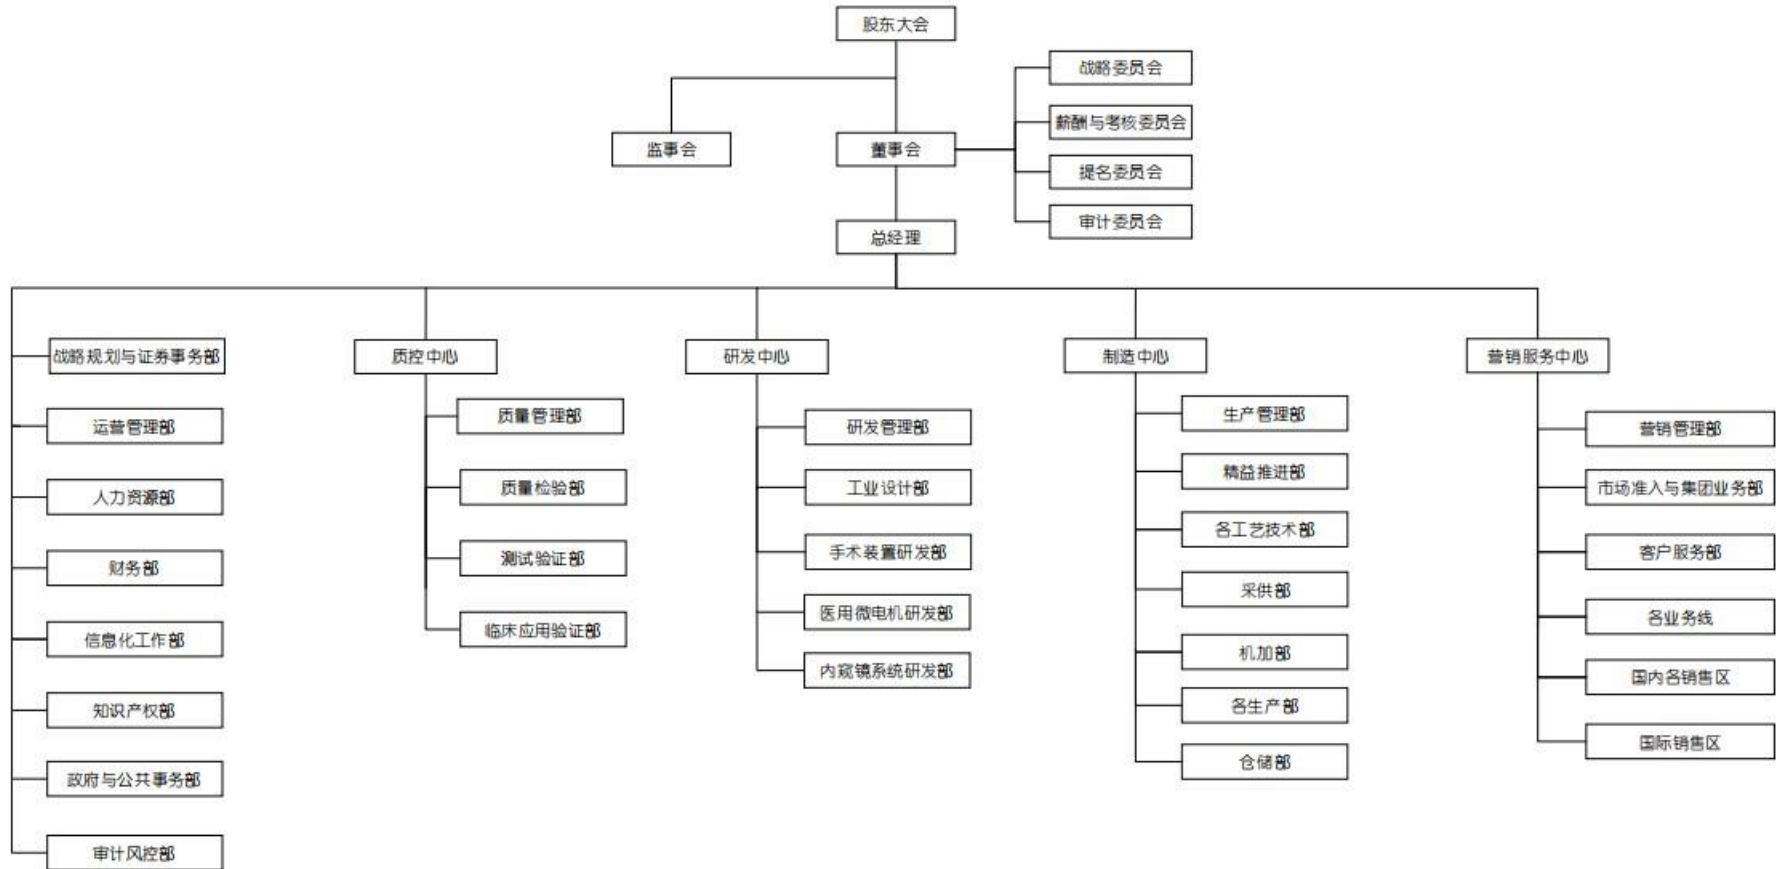 股东大会
战略委员会
薪酬与考核委员会
监事会
董事会
提名委员会
审计委员会
总经理
战略规划与证券事务部
运营管理部
人力资源部
财务部
信息化工作部
知识产权部
政府与公共事务部
审计风控部
质控中心
质量管理部
质量检验部
测试验证部
临床应用验证部
研发中心
研发管理部
工业设计部
手术装置研发部
医用微电机研发部
内窥镜系统研发部
制造中心
生产管理部
精益推进部
各工艺技术部
采供部
机加部
各生产部
仓储部
营销服务中心
营销管理部
市场准入与集团业务部
客户服务部
各业务线
国内各销售区
国际销售区